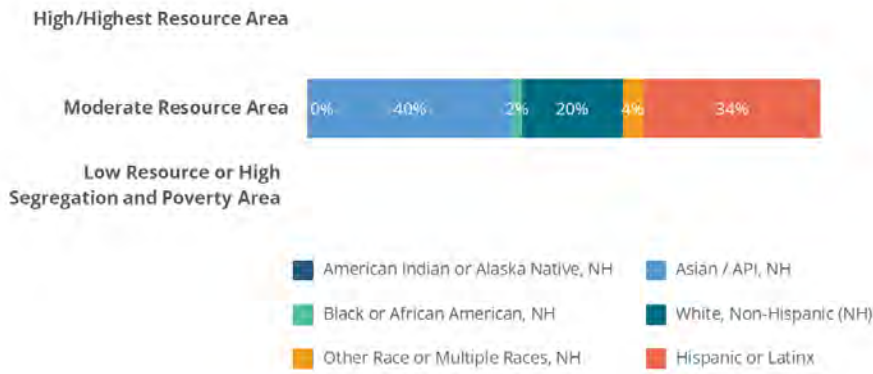 High/Highest Resource Area
Moderate Resource Area 0% 40% 2% 20% 4% 34%
Low Resource or High
Segregation and Poverty Area
American Indian or Alaska Native, NH Asian / API, NH
Black or African American, NH White, Non-Hispanic (NH)
Other Race or Multiple Races, NH Hispanic or Latinx